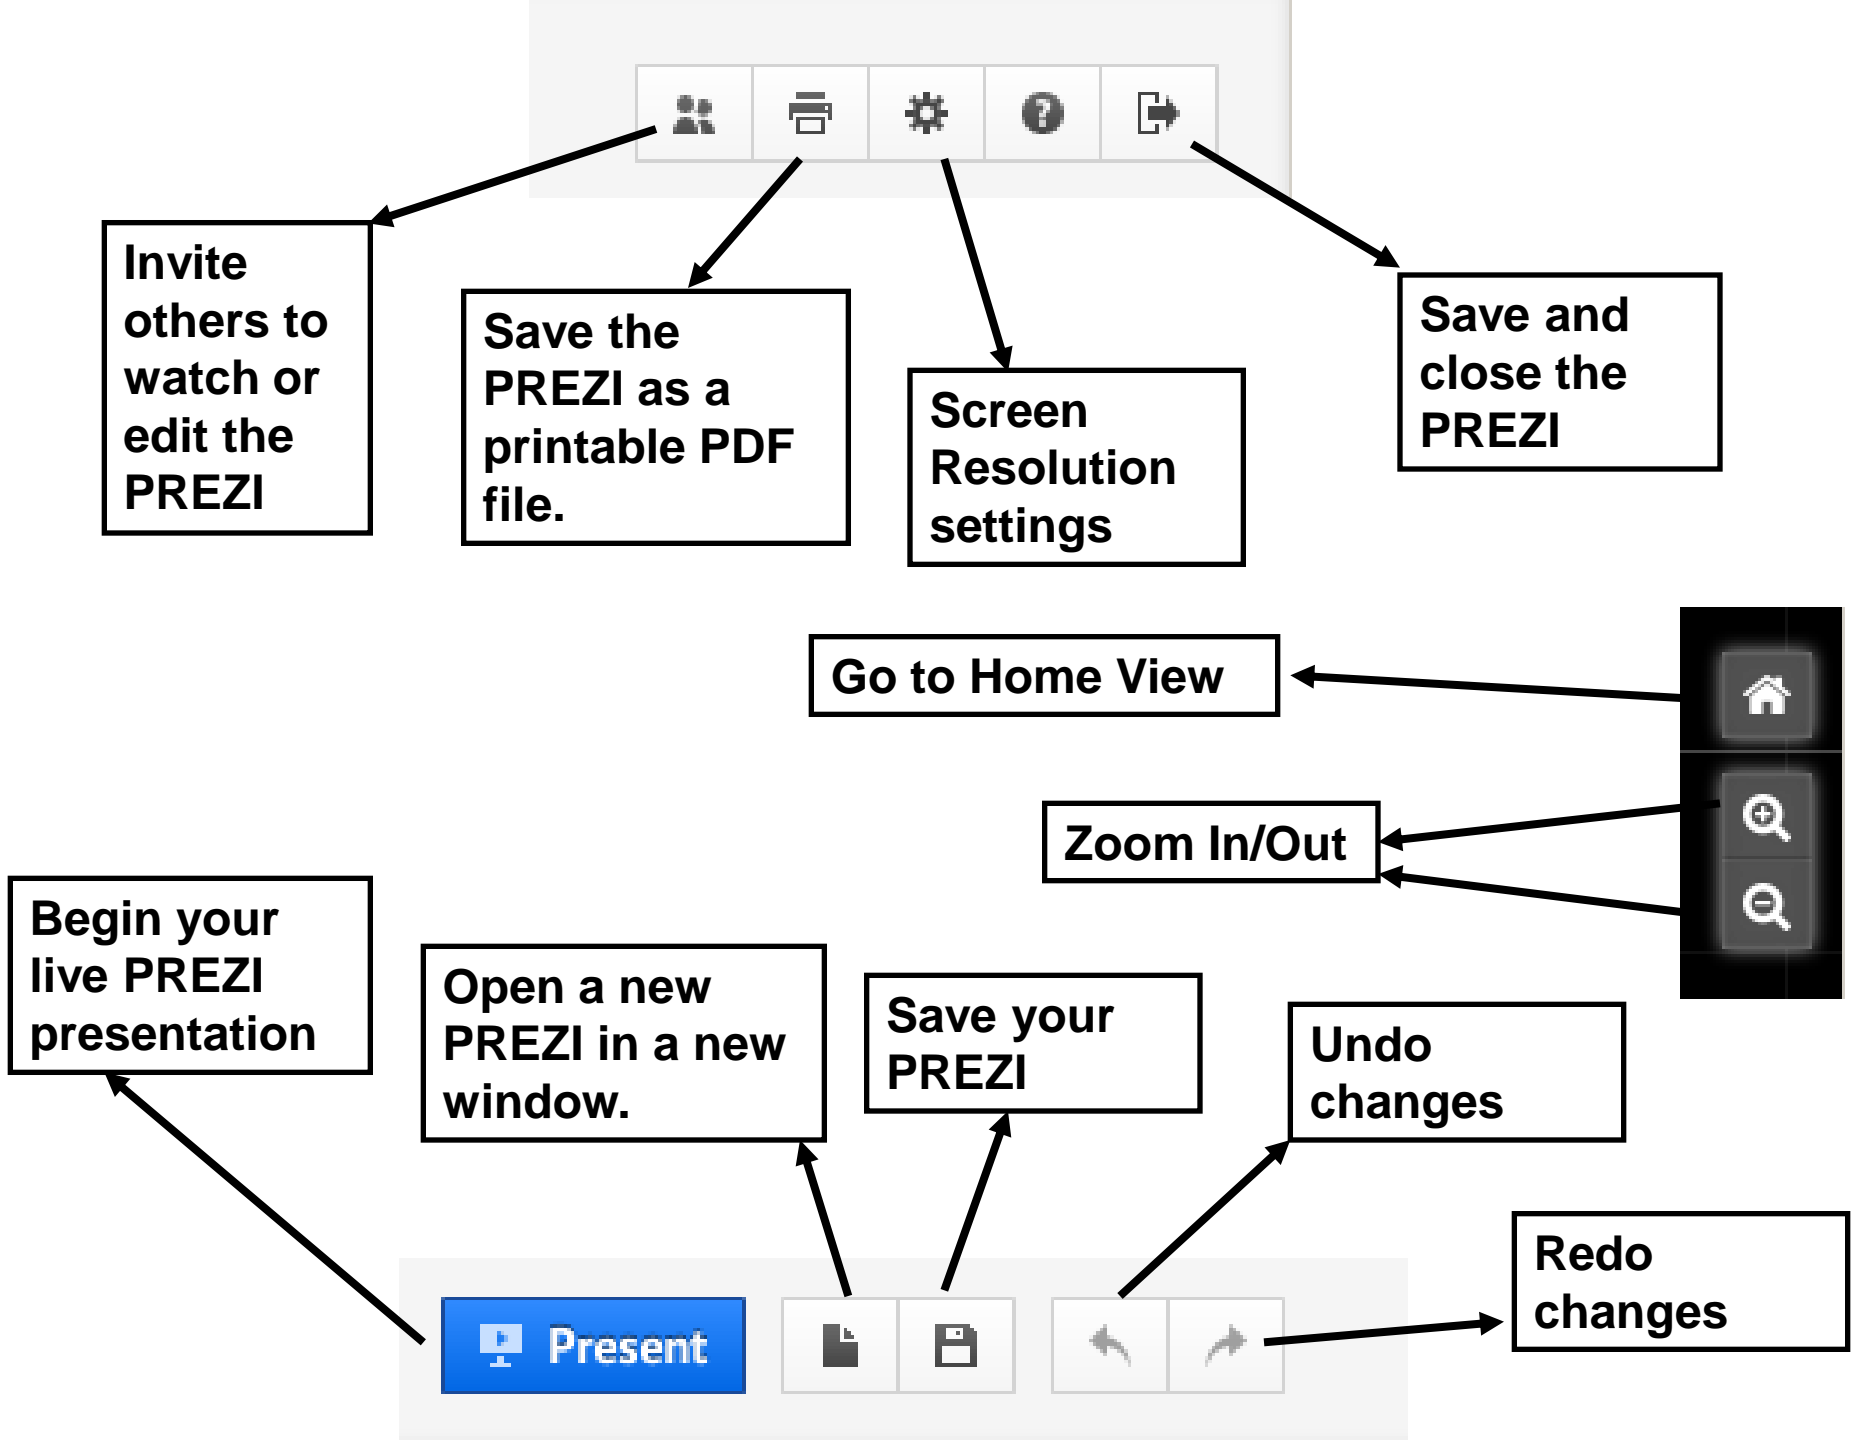 Invite
others to
watch or
edit the
PREZI
Save the
PREZI as a
printable PDF
file.
Screen
Resolution
settings
Save and
close the
PREZI
Go to Home View
Zoom In/Out
Begin your
live PREZI
presentation
Open a new
PREZI in a new
window.
Save your
PREZI
Undo
changes
Redo
changes
Present